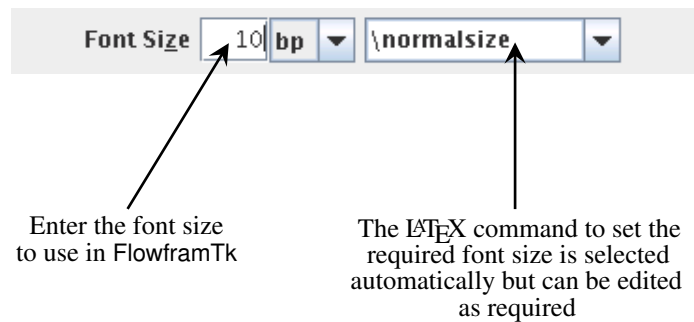 Font Size 10 bp \normalsize
Enter the font size
to use in FlowframTk
The LATEX command to set the
required font size is selected
automatically but can be edited
as required